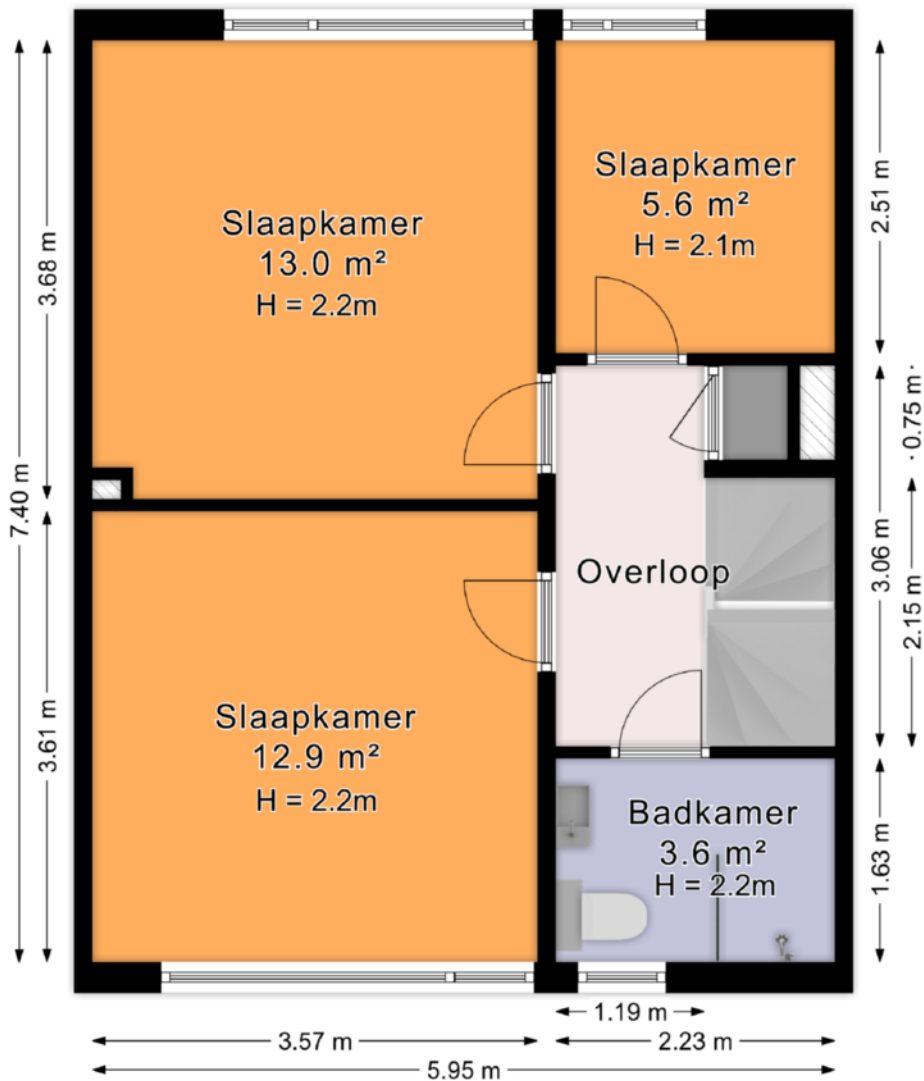 Slaapkamer
13.0 m²
H = 2.2m
Slaapkamer
5.6 m²
H = 2.1m
Overloop
Slaapkamer
12.9 m²
H = 2.2m
Badkamer
3.6 m²
H = 2.2m
7.40 m
3.68 m
3.61 m
2.51 m
0.75 m
3.06 m
2.15 m
1.63 m
1.19 m
3.57 m
2.23 m
5.95 m